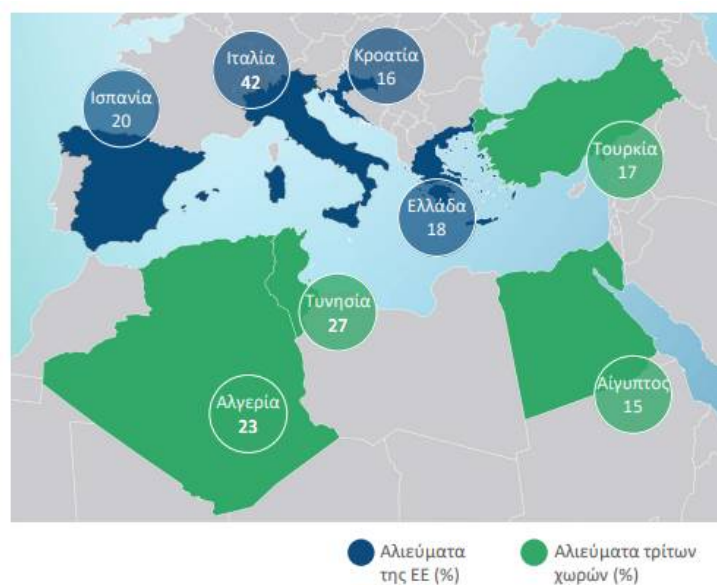 Ιταλία
42
Κροατία
16
Ισπανία
20
Τουρκία
17
Ελλάδα
18
Τυνησία
27
Αίγυπτος
15
Αλγερία
23
Αλιεύματα
της ΕΕ (%)
Αλιεύματα τρίτων
χωρών (%)